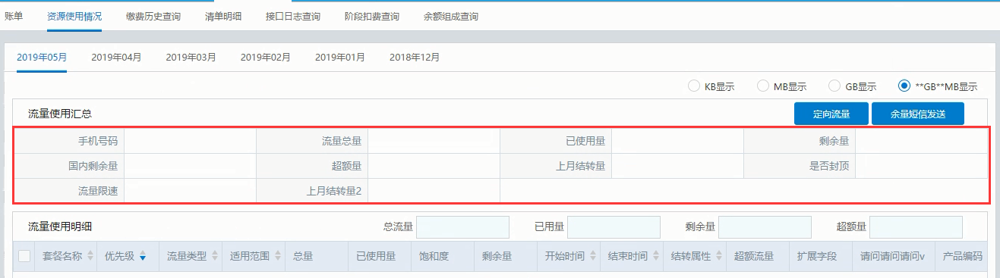 账单 资源使用情况 缴费历史查询 清单明细 接口日志查询 阶段扣费查询 余额组成查询
2019年05月 2019年04月 2019年03月 2019年02月 2019年01月 2018年12月
KB显示 MB显示 GB显示 **GB**MB显示
流量使用汇总 定向流量 余量短信发送
手机号码 流量总量 已使用量 剩余量
国内剩余量 超额量 上月结转量 是否封顶
流量限速 上月结转量2
流量使用明细 总流量 已用量 剩余量 超额量
套餐名称 优先级 流量类型 适用范围 总量 已使用量 饱和度 剩余量 开始时间 结束时间 结转属性 超额流量 扩展字段 请问请问请问v 产品编码